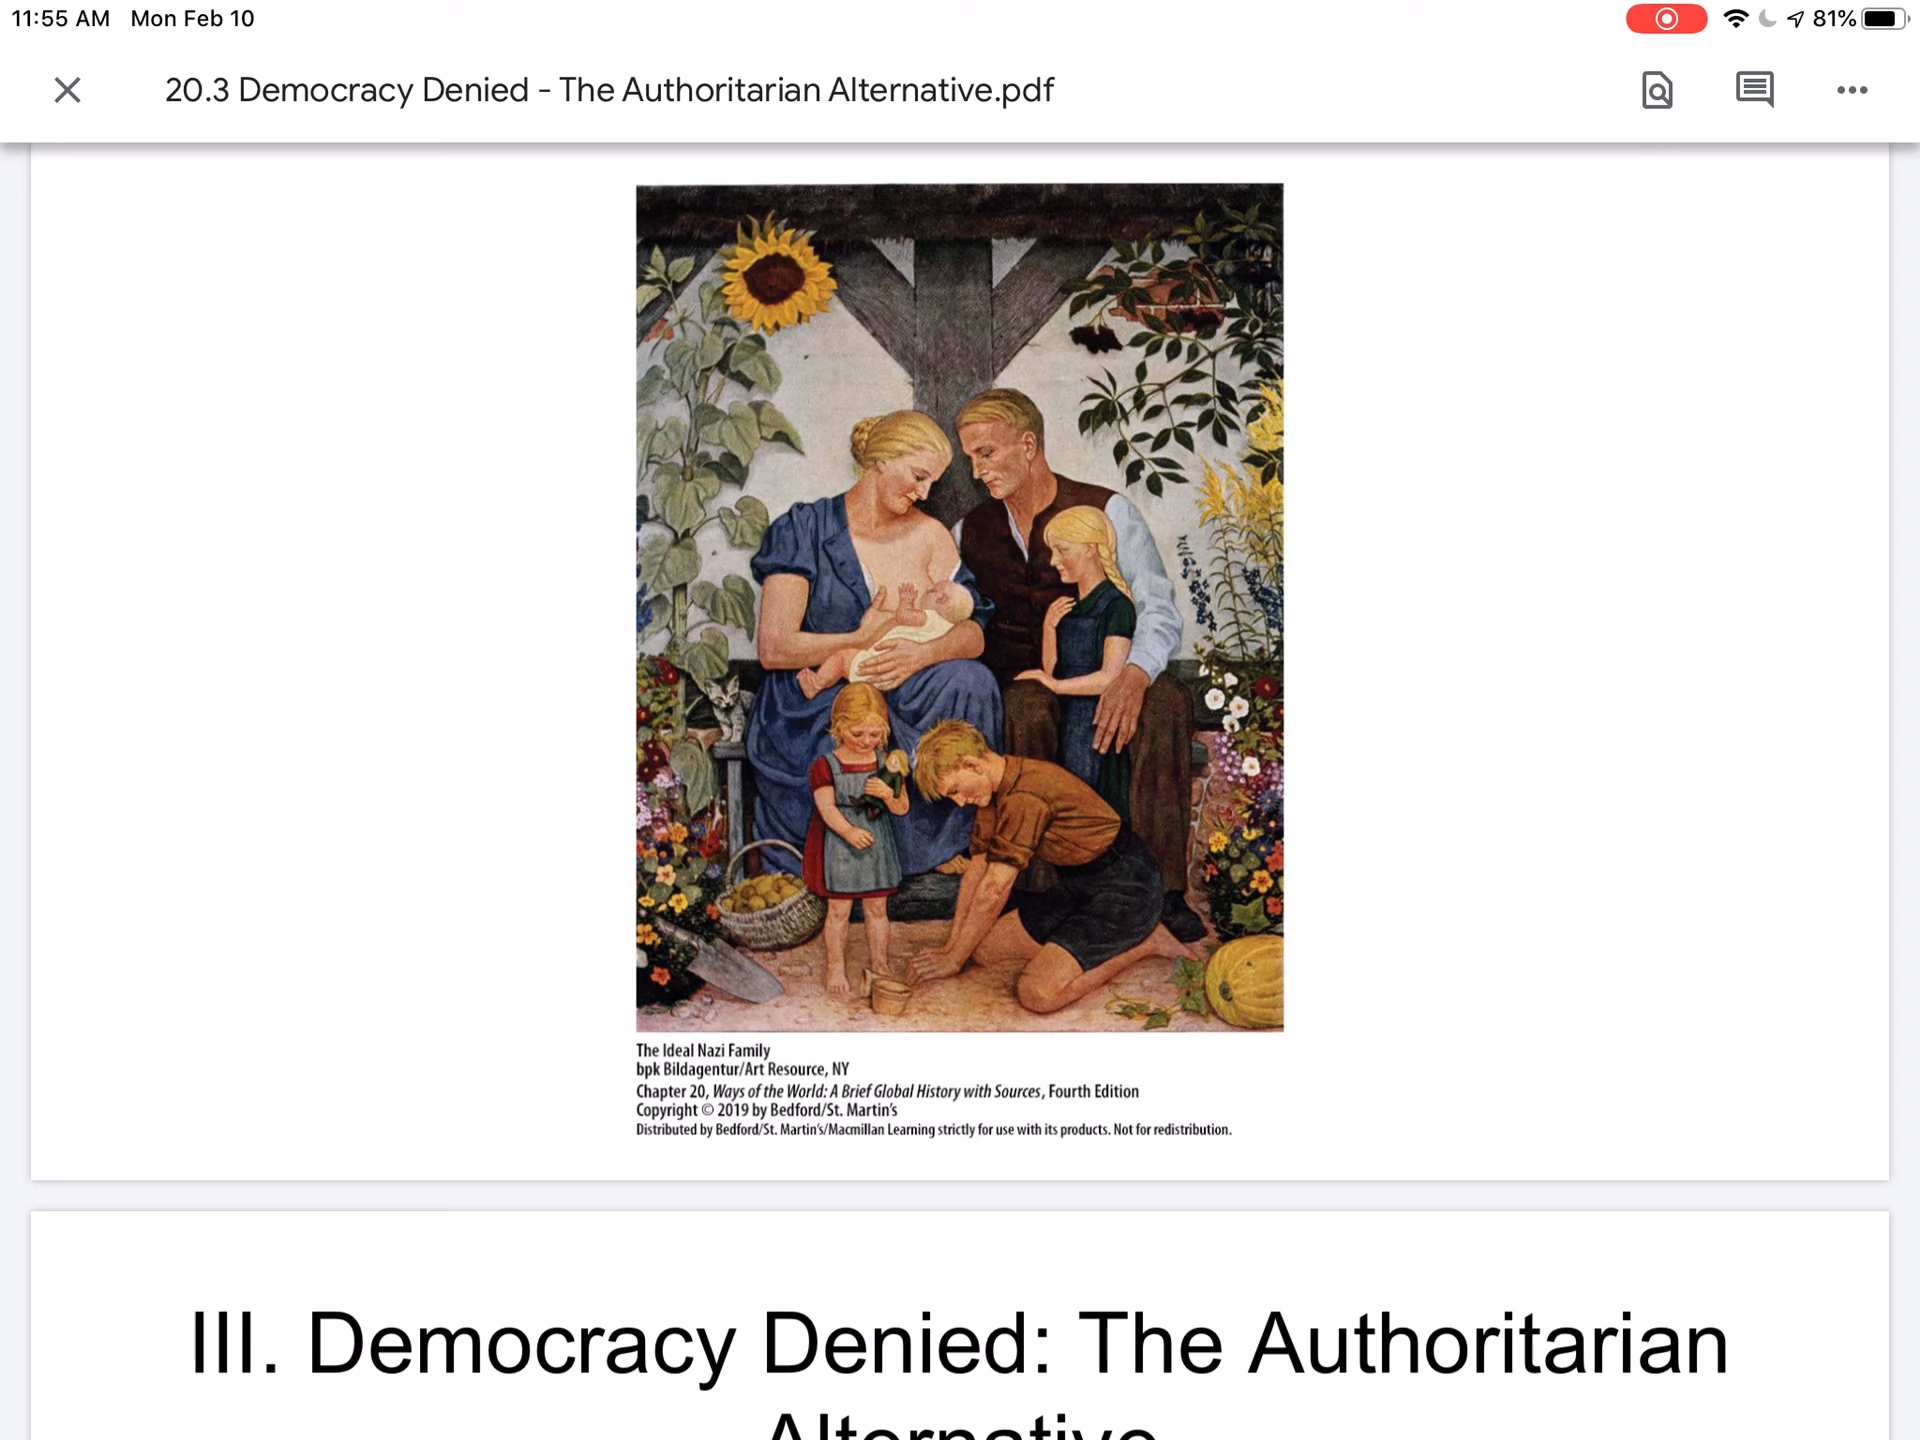 11:55 AM Mon Feb 10
81%
20.3 Democracy Denied - The Authoritarian Alternative.pdf
The Ideal Nazi Family
bpk Bildagentur/Art Resource, NY
Chapter 20, Ways of the World: A Brief Global History with Sources, Fourth Edition
Copyright © 2019 by Bedford/St. Martin's
Distributed by Bedford/St. Martin's/Macmillan Learning strictly for use with its products. Not for redistribution.
III. Democracy Denied: The Authoritarian
Alternative